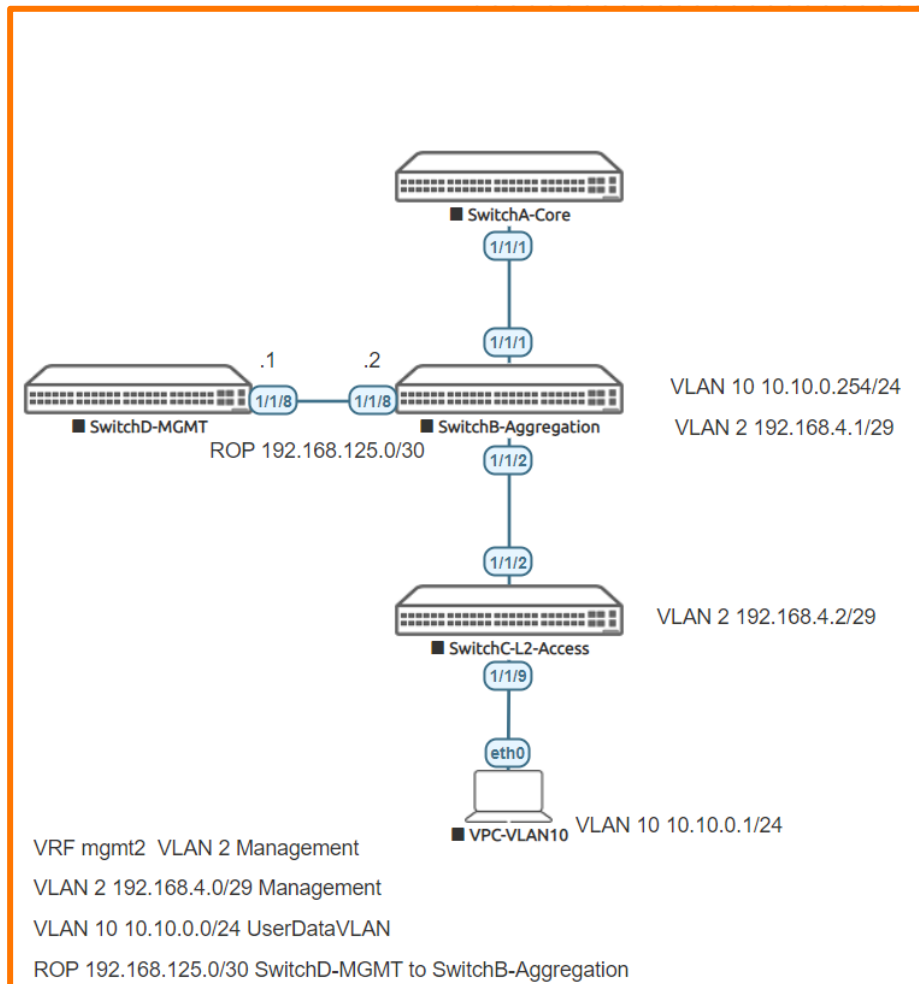 SwitchA-Core
1/1/1
1/1/1
.1
.2
1/1/8
1/1/8
SwitchD-MGMT
SwitchB-Aggregation
VLAN 10 10.10.0.254/24
VLAN 2 192.168.4.1/29
ROP 192.168.125.0/30
1/1/2
1/1/2
SwitchC-L2-Access
VLAN 2 192.168.4.2/29
1/1/9
eth0
VPC-VLAN10
VLAN 10 10.10.0.1/24
VRF mgmt2 VLAN 2 Management
VLAN 2 192.168.4.0/29 Management
VLAN 10 10.10.0.0/24 UserDataVLAN
ROP 192.168.125.0/30 SwitchD-MGMT to SwitchB-Aggregation